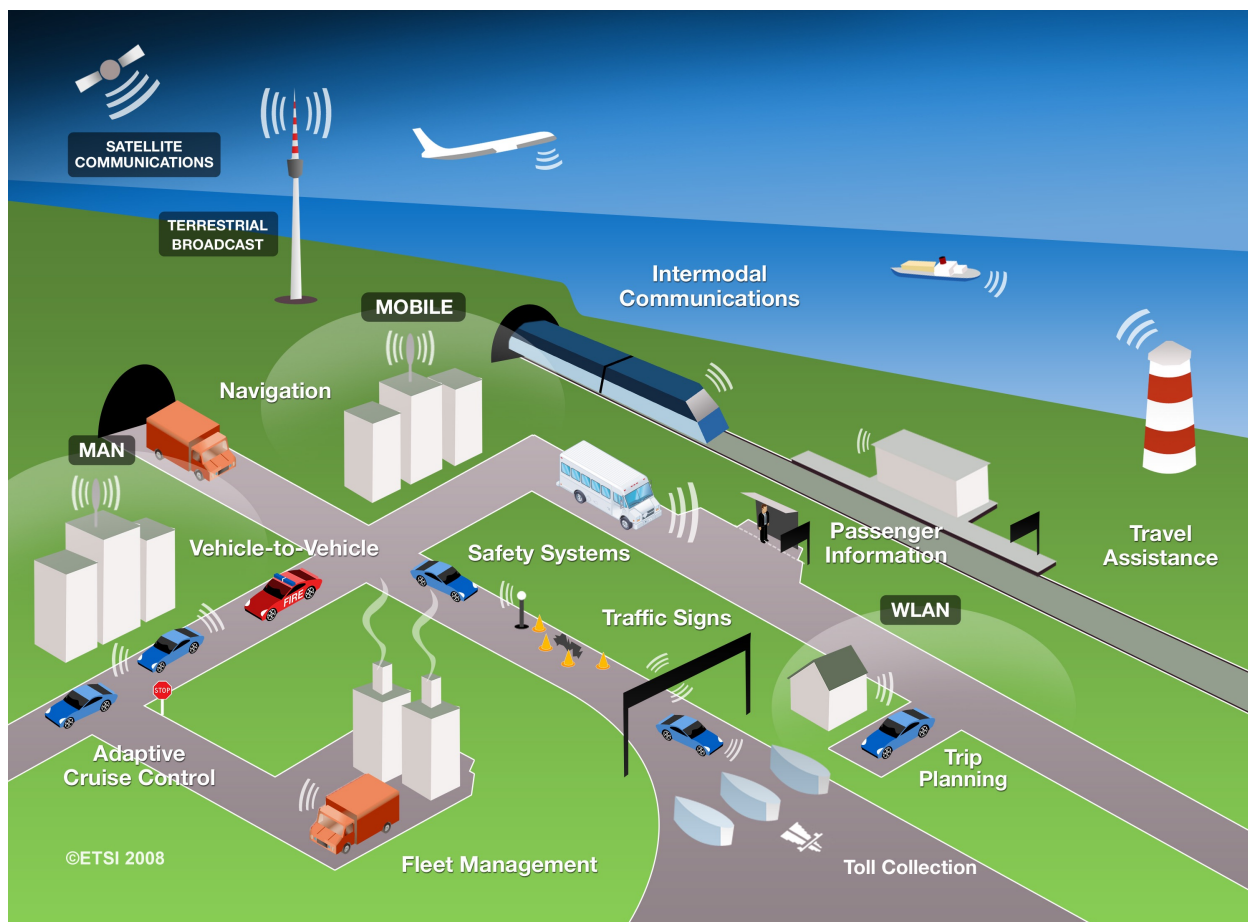 SATELLITE
COMMUNICATIONS
TERRESTRIAL
BROADCAST
Intermodal
Communications
MOBILE
Navigation
MAN
Vehicle-to-Vehicle
Safety Systems
Passenger
Information
Travel
Assistance
FIRE
Traffic Signs
WLAN
STOP
Adaptive
Cruise Control
Trip
Planning
©ETSI 2008
Fleet Management
Toll Collection